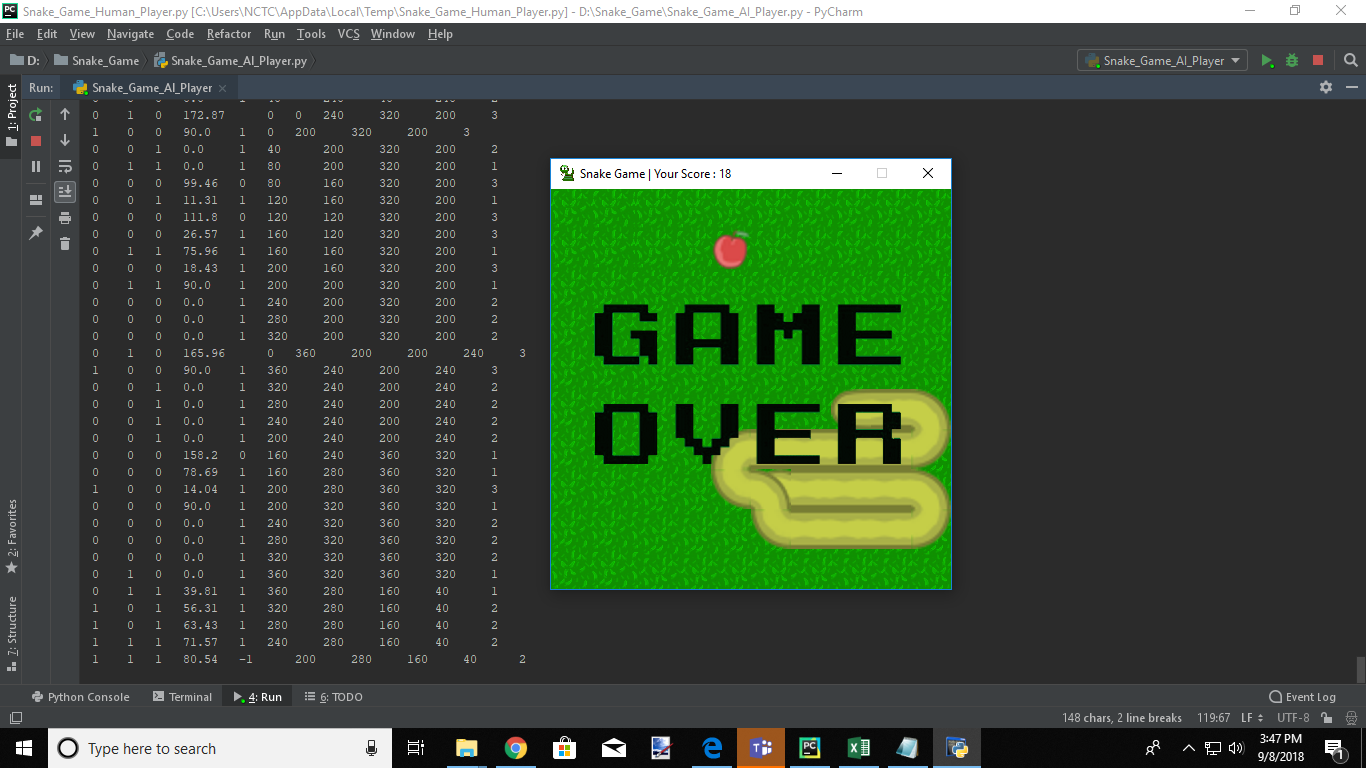 Snake_Game_Human_Player.py [C:\Users\NCTC\AppData\Local\Temp\Snake_Game_Human_Player.py] - D:\Snake_Game\Snake_Game_AI_Player.py - PyCharm
File Edit View Navigate Code Refactor Run Tools VCS Window Help
D: Snake_Game Snake_Game_AI_Player.py Snake_Game_AI_Player
Run: Snake_Game_AI_Player
1: Project
0 1 0 172.87 0 0 240 320 200 3
1 0 0 90.0 1 0 200 320 200 3
0 0 1 0.0 1 40 200 320 200 2
0 1 1 0.0 1 80 200 320 200 1
0 0 0 99.46 0 80 160 320 200 3
0 0 1 11.31 1 120 160 320 200 1
0 0 0 111.8 0 120 120 320 200 3
0 0 0 26.57 1 160 120 320 200 3
0 1 1 75.96 1 160 160 320 200 1
0 0 0 18.43 1 200 160 320 200 3
0 1 1 90.0 1 200 200 320 200 1
0 0 0 0.0 1 240 200 320 200 2
0 0 0 0.0 1 280 200 320 200 2
0 0 0 0.0 1 320 200 320 200 2
0 1 0 165.96 0 360 200 200 240 3
1 0 0 90.0 1 360 240 200 240 3
0 0 1 0.0 1 320 240 200 240 2
0 0 1 0.0 1 280 240 200 240 2
0 0 1 0.0 1 240 240 200 240 2
0 0 1 0.0 1 200 240 200 240 2
0 0 0 158.2 0 160 240 360 320 1
0 0 0 78.69 1 160 280 360 320 1
1 0 0 14.04 1 200 280 360 320 3
0 0 0 90.0 1 200 320 360 320 1
0 0 0 0.0 1 240 320 360 320 2
0 0 0 0.0 1 280 320 360 320 2
0 0 0 0.0 1 320 320 360 320 2
0 1 0 0.0 1 360 320 360 320 1
0 1 1 39.81 1 360 280 160 40 1
1 0 1 56.31 1 320 280 160 40 2
1 0 1 63.43 1 280 280 160 40 2
1 1 1 71.57 1 240 280 160 40 2
1 1 1 80.54 -1 200 280 160 40 2
Snake Game | Your Score : 18
GAME
OVER
2: Favorites
7: Structure
Python Console Terminal 4: Run 6: TODO Event Log
148 chars, 2 line breaks 119:67 LF UTF-8
Type here to search
3:47 PM
9/8/2018
1